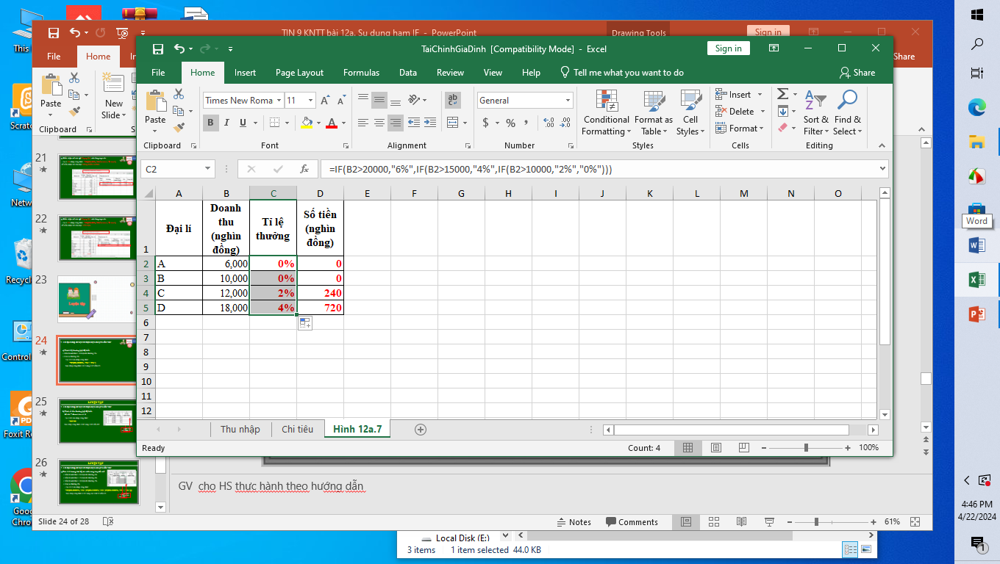 This
Scratc
Netw
Recycl
Control
Foxit Re
Goog
Chro
TIN 9 KNTT bài 12a. Su dung ham IF - PowerPoint
Drawing Tools
Sign in
File
Home
In
Share
Paste
New
Slide
Clipboard
S
TaiChinhGiaDinh [Compatibility Mode] - Excel
Sign in
File
Home
Insert
Page Layout
Formulas
Data
Review
View
Help
Tell me what you want to do
Share
Paste
Times New Roma
11
General
Conditional
Formatting
Format as
Table
Cell
Styles
Insert
Delete
Format
Sort &
Filter
Find &
Select
Clipboard
Font
Alignment
Number
Styles
Cells
Editing
C2
=IF(B2>20000,"6%",IF(B2>15000,"4%",IF(B2>10000,"2%","0%")))
A B C D E F G H I J K L M N O
1
Đại lí
Doanh
thu
(nghìn
đồng)
Tỉ lệ
thưởng
Số tiền
(nghìn
đồng)
2 A 6,000 0% 0
3 B 10,000 0% 0
4 C 12,000 2% 240
5 D 18,000 4% 720
6
7
8
9
10
11
12
Thu nhập
Chi tiêu
Hình 12a.7
Ready
Count: 4
100%
21
22
23
24
25
26
GV cho HS thực hành theo hướng dẫn
Slide 24 of 28
Notes
Comments
61%
Local Disk (E:)
3 items
1 item selected 44.0 KB
Word
4:46 PM
4/22/2024
1